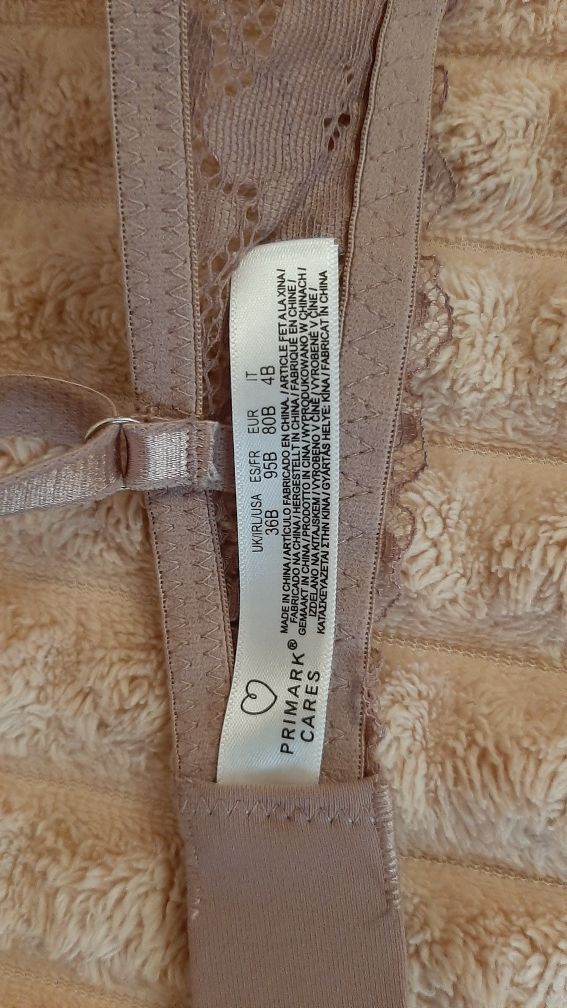 PRIMARK®
CARES
UK/IRL/USA ES/FR EUR IT
36B 95B 80B 4B
MADE IN CHINA / ARTÍCULO FABRICADO EN CHINA. / ARTICLE FET A LA XINA /
FABRICADO NA CHINA / HERGESTELLT IN CHINA / FABRIQUÉ EN CHINE /
GEMAAKT IN CHINA / PRODOTTO IN CINA / WYPRODUKOWANO W CHINACH /
IZDELANO NA KITAJSKEM / VYROBENO V ČÍNĚ / VYROBENÉ V ČÍNE /
ΚΑΤΑΣΚΕΥΑΖΕΤΑΙ ΣΤΗΝ ΚΙΝΑ / GYÁRTÁS HELYE: KÍNA / FABRICAT ÎN CHINA